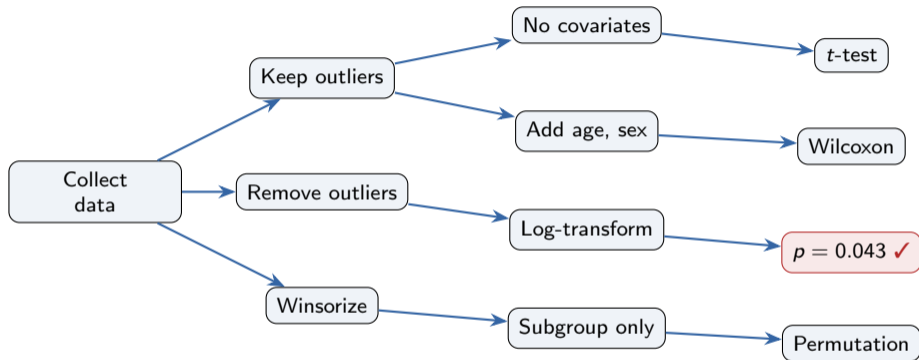 No covariates
t-test
Keep outliers
Add age, sex
Wilcoxon
Collect
data
Remove outliers
Log-transform
p = 0.043 ✓
Winsorize
Subgroup only
Permutation